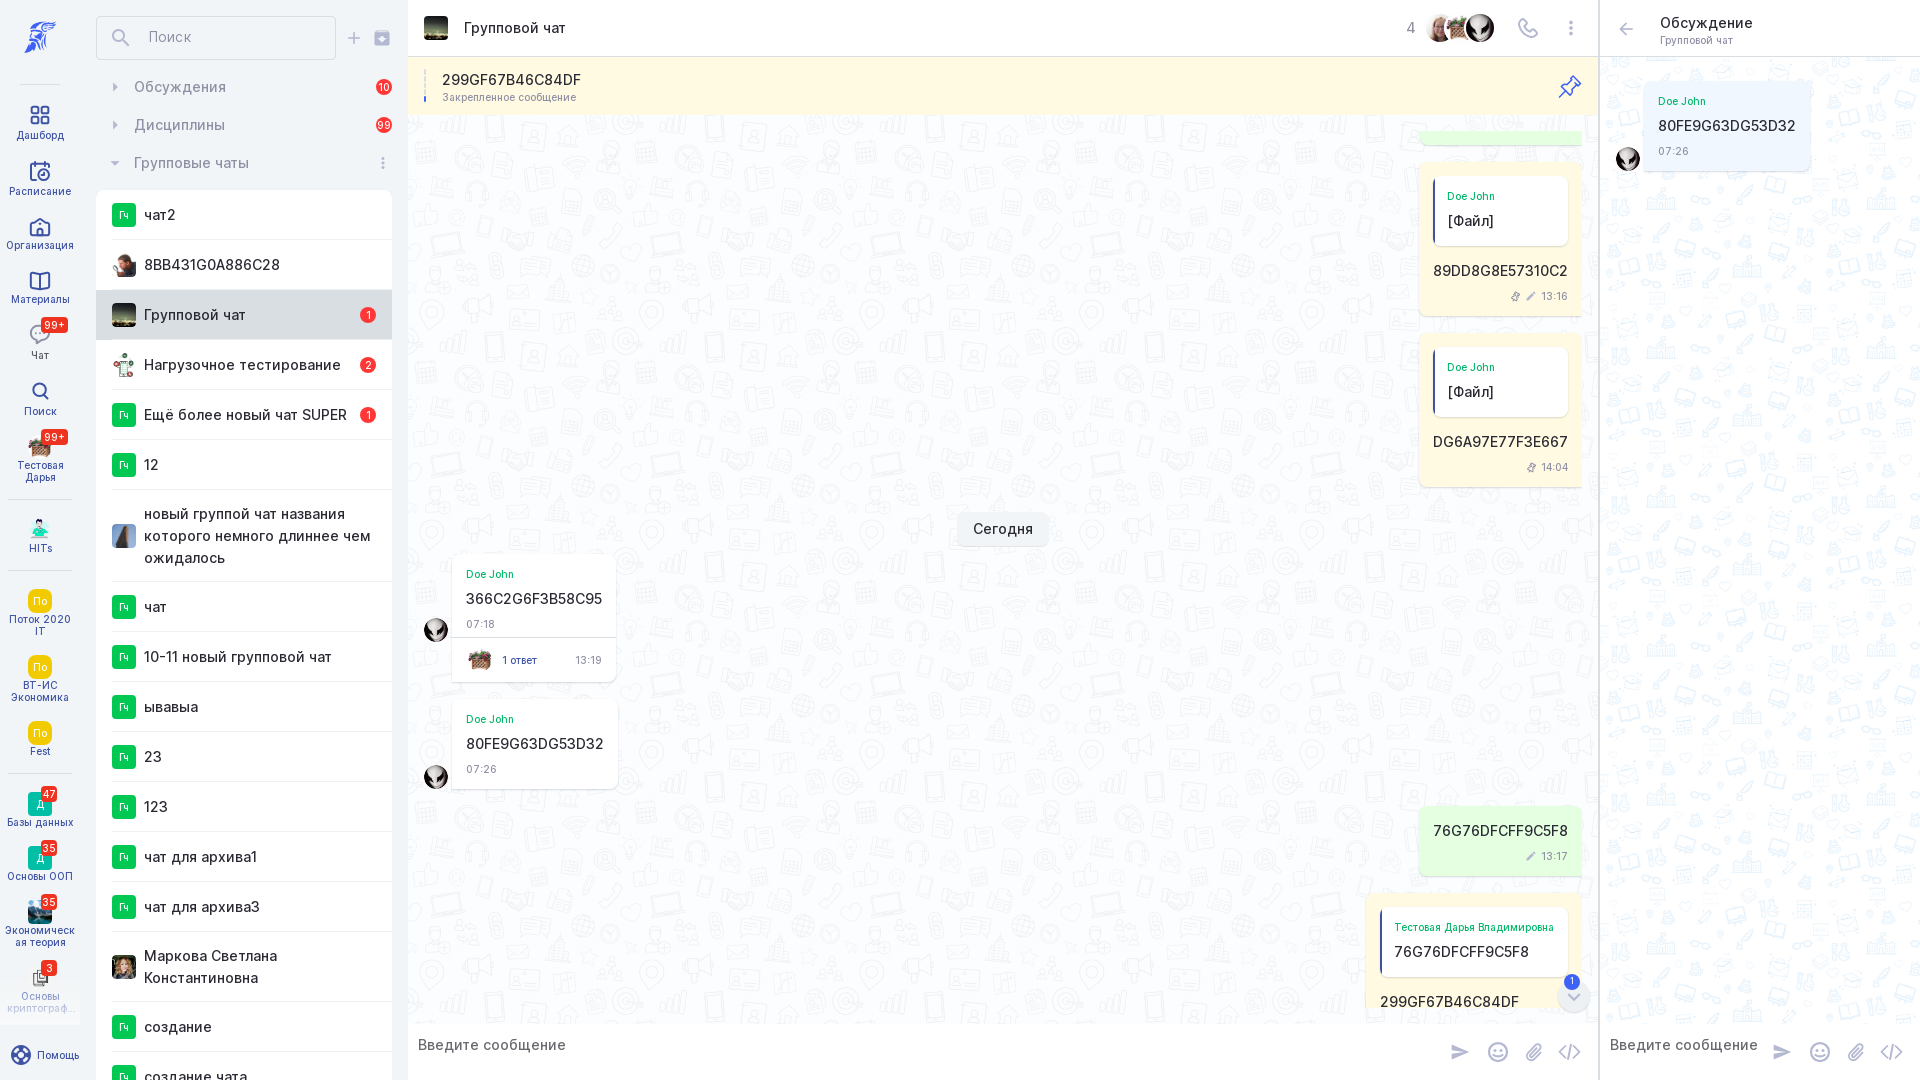 Дашборд
Расписание
Организация
Материалы
99+
Чат
Поиск
99+
Тестовая
Дарья
HITs
По
Поток 2020
IT
По
ВТ-ИС
Экономика
По
Fest
47
Д
Базы данных
35
Д
Основы ООП
35
Экономическ
ая теория
3
Основы
криптограф...
Помощь
Поиск
Обсуждения
10
Дисциплины
99
Групповые чаты
Гч
чат2
8BB431G0A886C28
Групповой чат
1
Нагрузочное тестирование
2
Гч
Ещё более новый чат SUPER
1
Гч
12
новый группой чат названия
которого немного длиннее чем
ожидалось
Гч
чат
Гч
10-11 новый групповой чат
Гч
ывавыа
Гч
23
Гч
123
Гч
чат для архива1
Гч
чат для архива3
Маркова Светлана
Константиновна
Гч
создание
Гч
создание чата
Групповой чат
4
299GF67B46C84DF
Закрепленное сообщение
Doe John
[Файл]
89DD8G8E57310C2
13:16
Doe John
[Файл]
DG6A97E77F3E667
14:04
Сегодня
Doe John
366C2G6F3B58C95
07:18
1 ответ
13:19
Doe John
80FE9G63DG53D32
07:26
76G76DFCFF9C5F8
13:17
Тестовая Дарья Владимировна
76G76DFCFF9C5F8
299GF67B46C84DF
1
Введите сообщение
Обсуждение
Групповой чат
Doe John
80FE9G63DG53D32
07:26
Введите сообщение